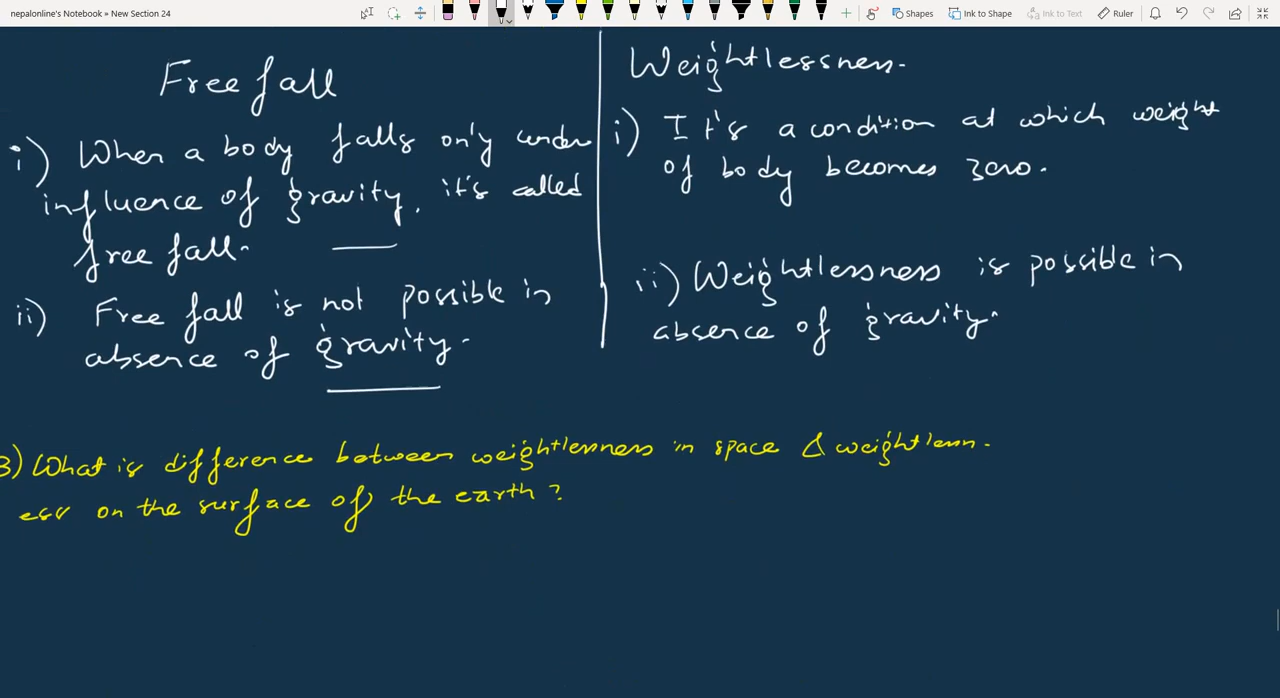 nepalonline's Notebook » New Section 24
Shapes
Ink to Shape
Ink to Text
Ruler
Free fall
i) When a body falls only under
influence of gravity, it's called
free fall.
ii) Free fall is not possible in
absence of gravity.
Weightlessness.
i) It's a condition at which weight
of body becomes zero.
ii) Weightlessness is possible in
absence of gravity.
3) What is difference between weightlessness in space & weightlessn-
ess on the surface of the earth?